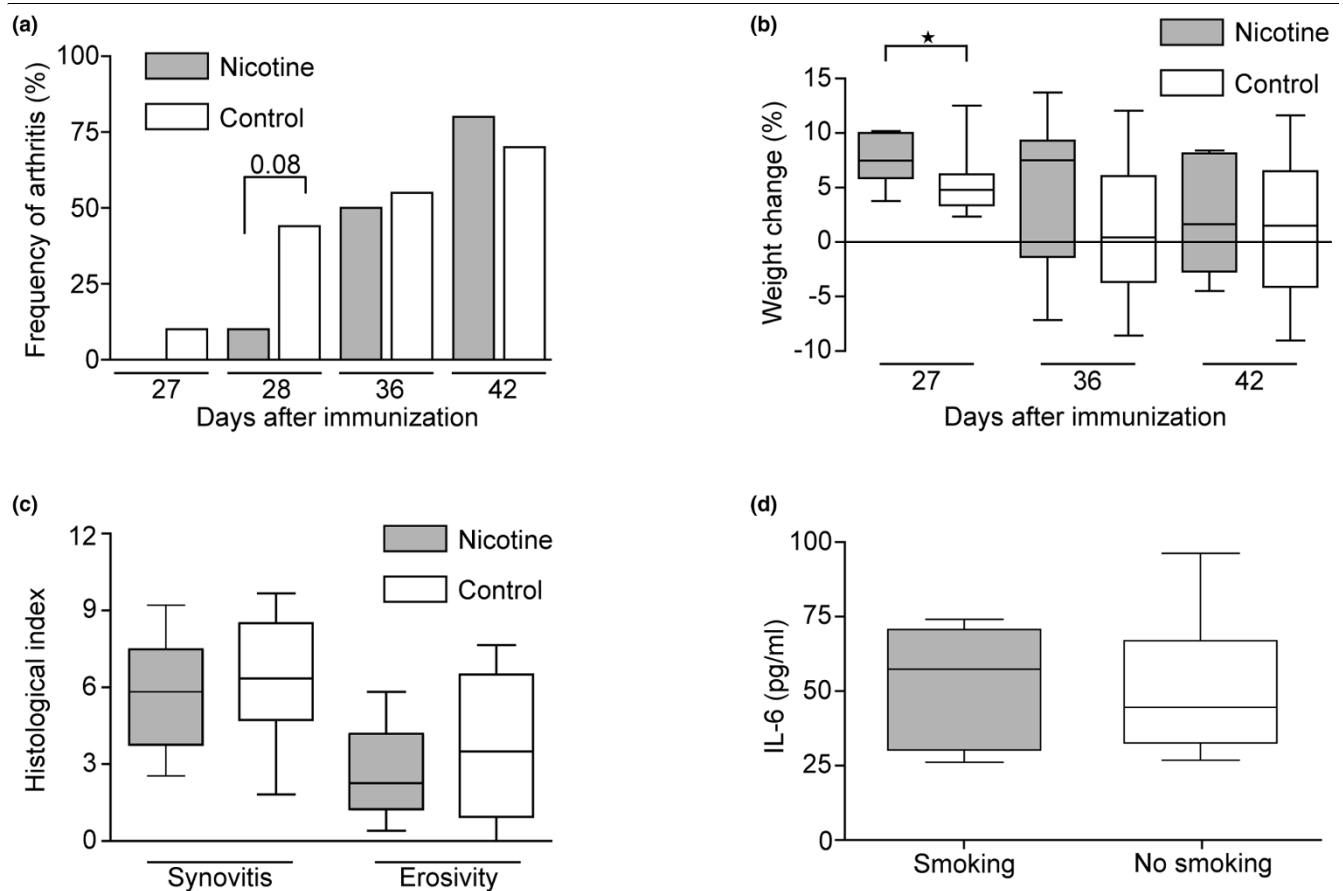 (a)
Frequency of arthritis (%)
100
75
50
25
0
Nicotine
Control
0.08
27 28 36 42
Days after immunization
(b)
Weight change (%)
15
10
5
0
-5
-10
★
Nicotine
Control
27 36 42
Days after immunization
(c)
Histological index
12
9
6
3
0
Nicotine
Control
Synovitis Erosivity
(d)
IL-6 (pg/ml)
100
75
50
25
0
Smoking No smoking